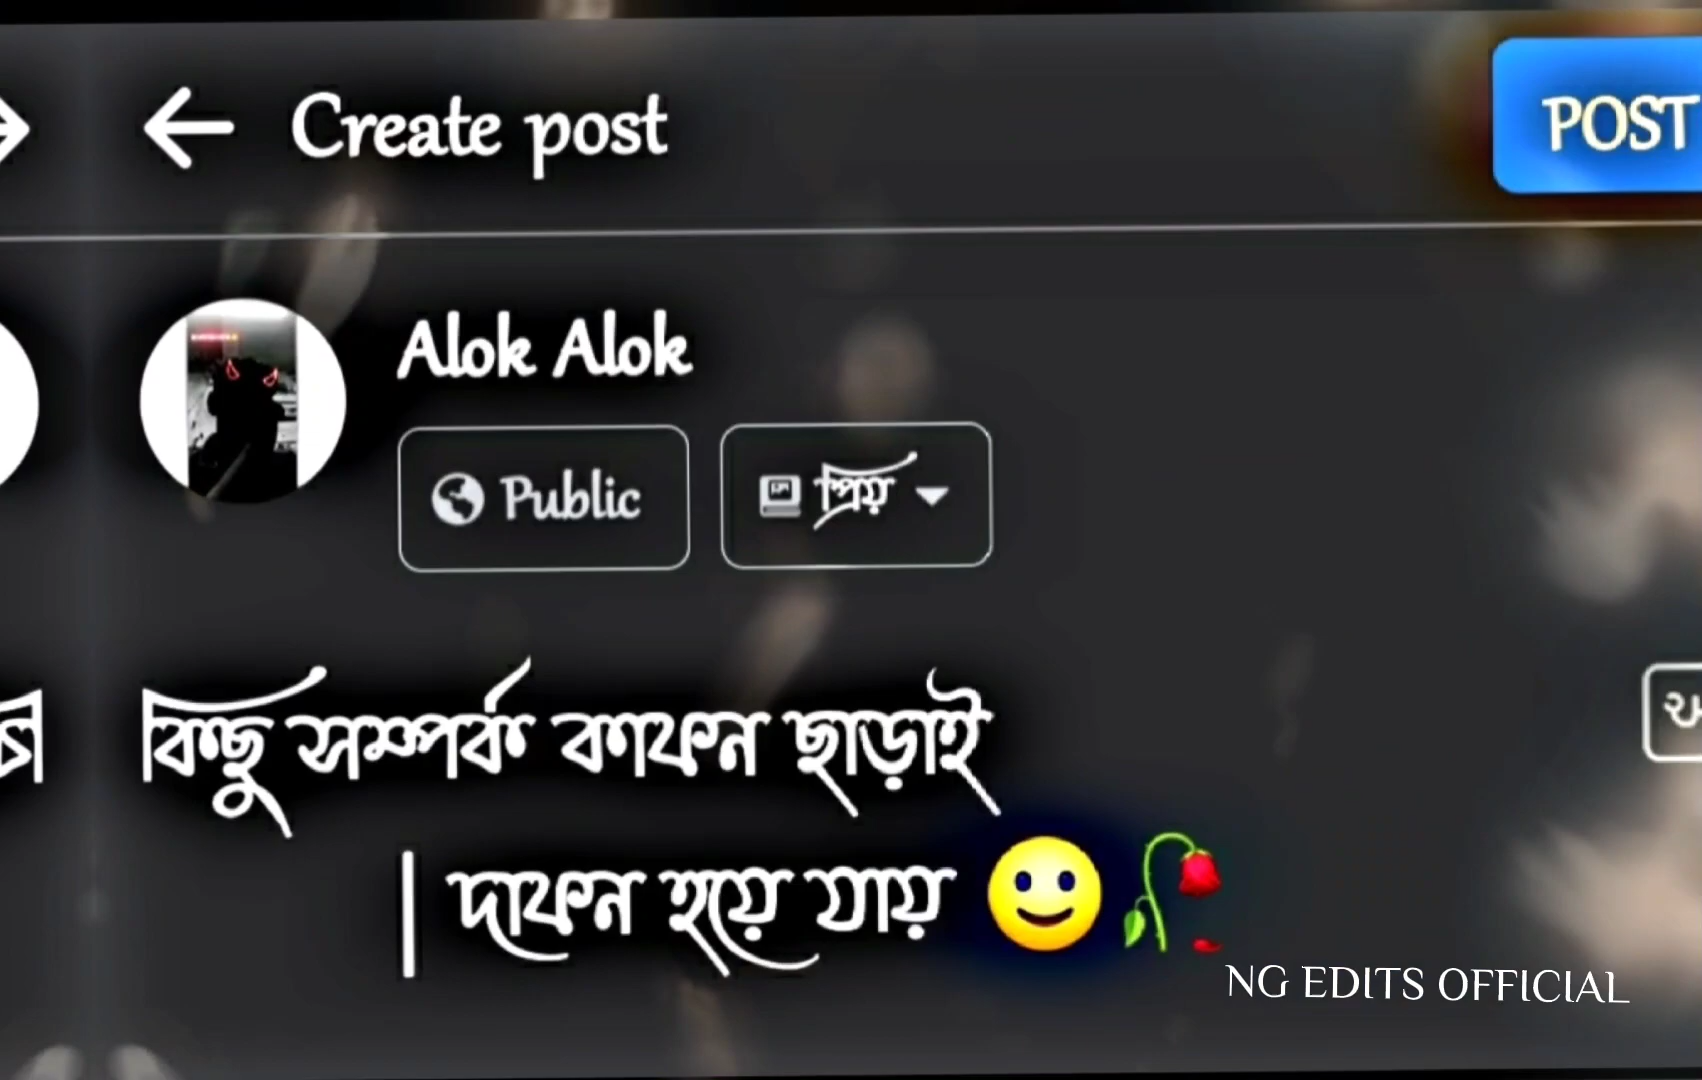 Create post
POST
Alok Alok
Public
প্রিয়
কিছু সম্পর্ক কাফন ছাড়াই
দাফন হয়ে যায় 🙂🥀
NG EDITS OFFICIAL